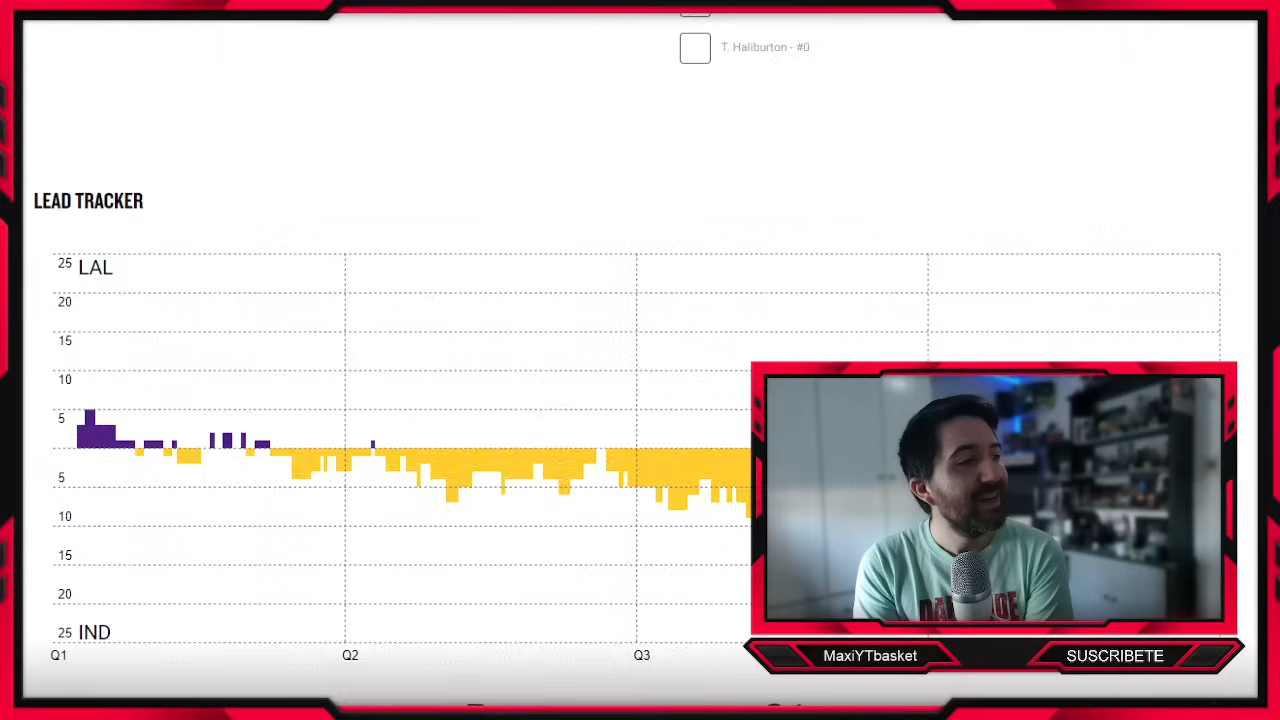 T. Haliburton - #0
LEAD TRACKER
25 LAL
20
15
10
5
5
10
15
20
25 IND
Q1 Q2 Q3
MaxiYTbasket
SUSCRIBETE